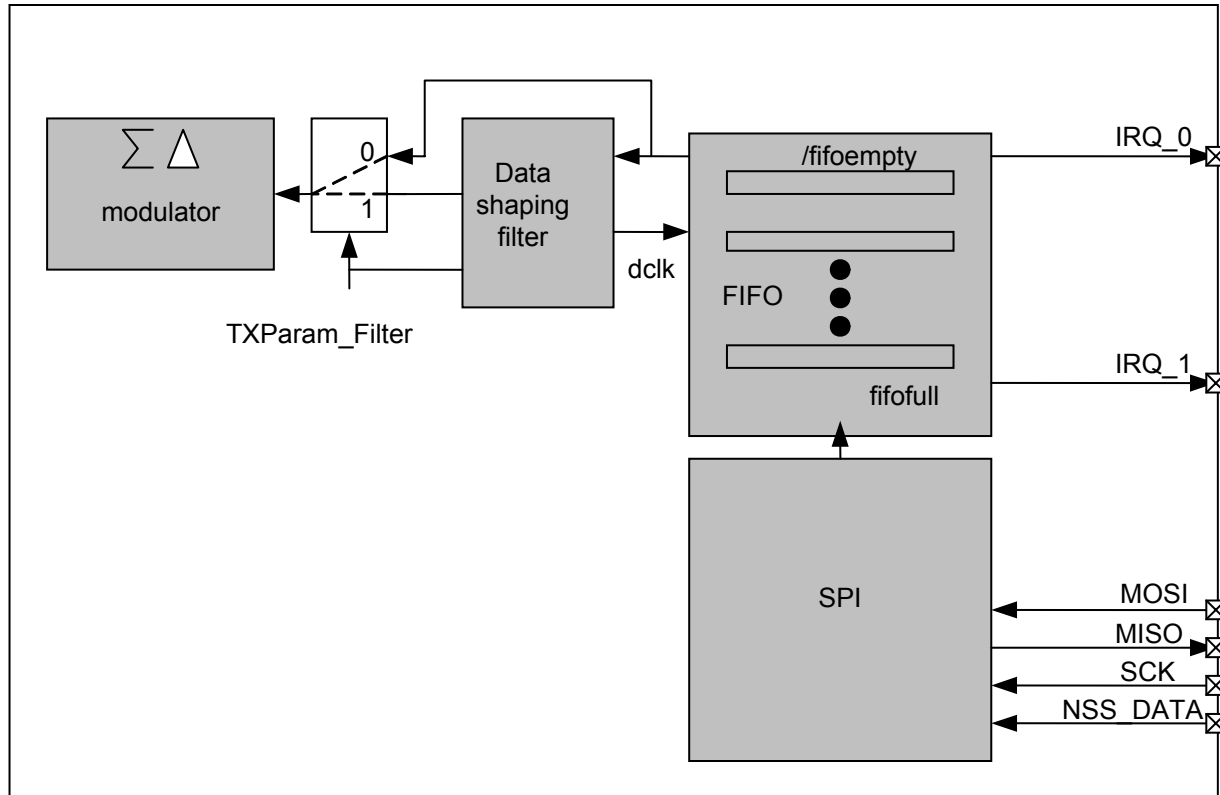 Σ Δ
modulator
0
1
TXParam_Filter
Data
shaping
filter
dclk
/fifoempty
FIFO
fifofull
IRQ_0
IRQ_1
SPI
MOSI
MISO
SCK
NSS_DATA